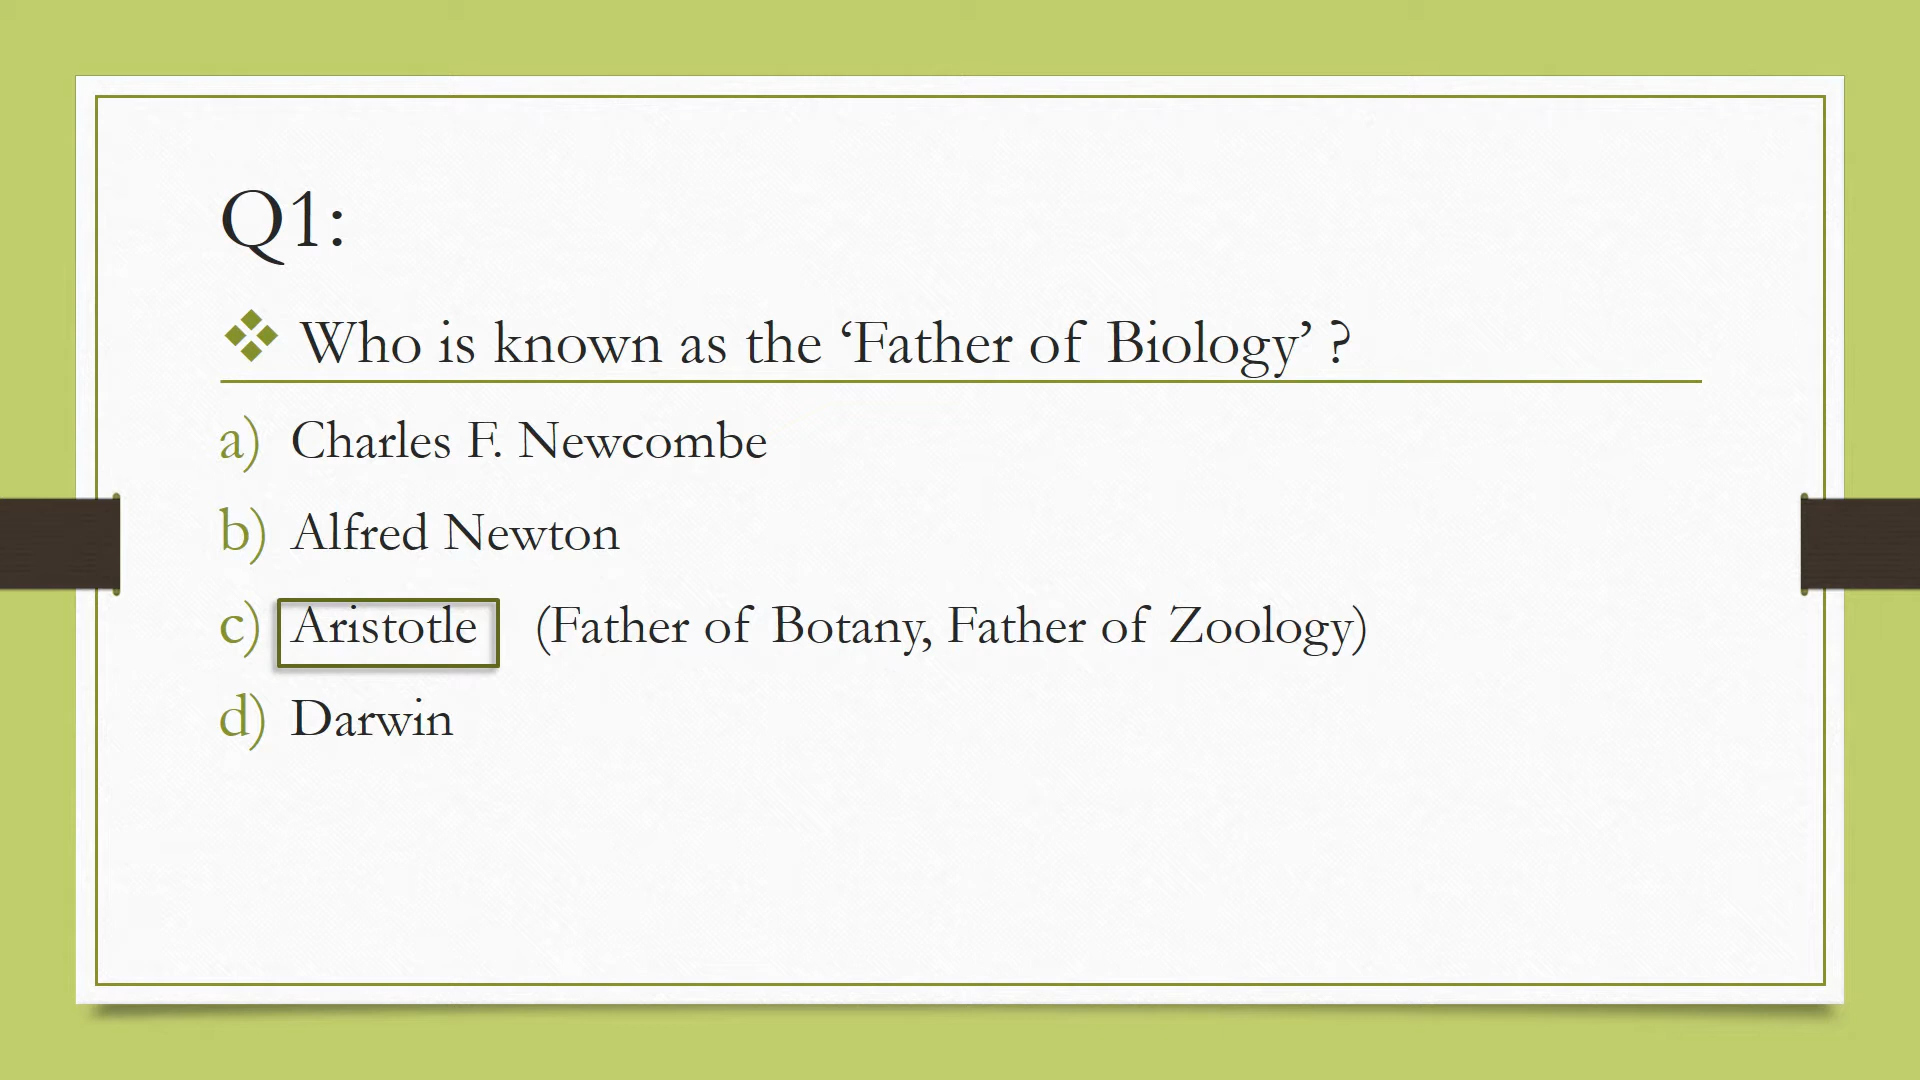 Q1:
❖ Who is known as the ‘Father of Biology’ ?
a) Charles F. Newcombe
b) Alfred Newton
c) Aristotle (Father of Botany, Father of Zoology)
d) Darwin